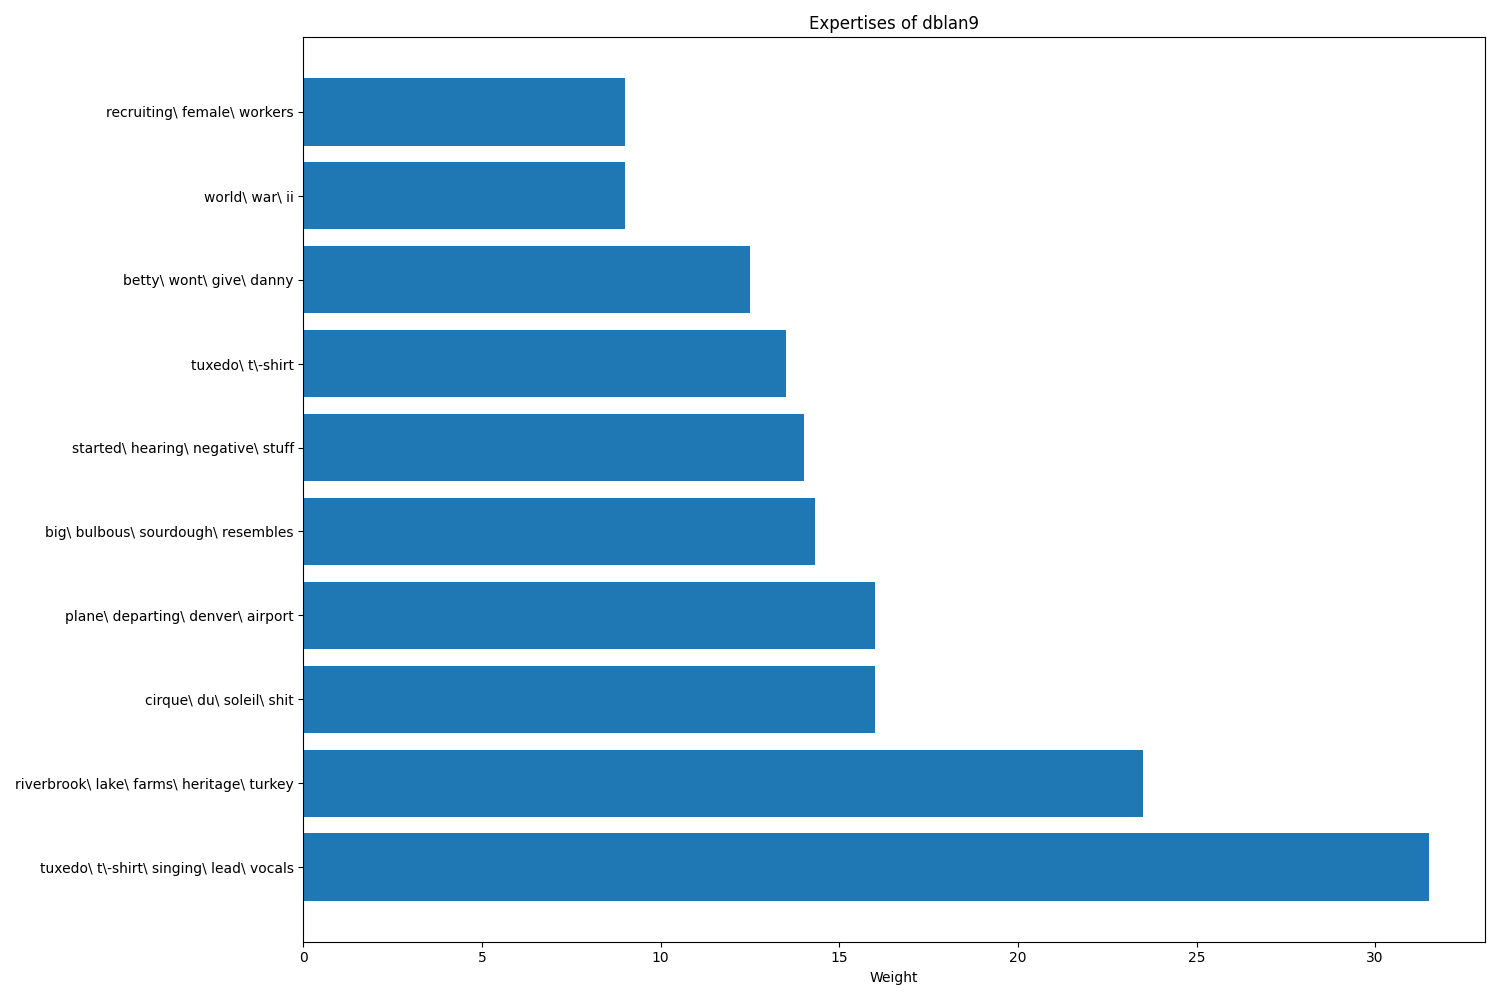 Expertises of dblan9
recruiting\ female\ workers
world\ war\ ii
betty\ wont\ give\ danny
tuxedo\ t\-shirt
started\ hearing\ negative\ stuff
big\ bulbous\ sourdough\ resembles
plane\ departing\ denver\ airport
cirque\ du\ soleil\ shit
riverbrook\ lake\ farms\ heritage\ turkey
tuxedo\ t\-shirt\ singing\ lead\ vocals
0 5 10 15 20 25 30
Weight